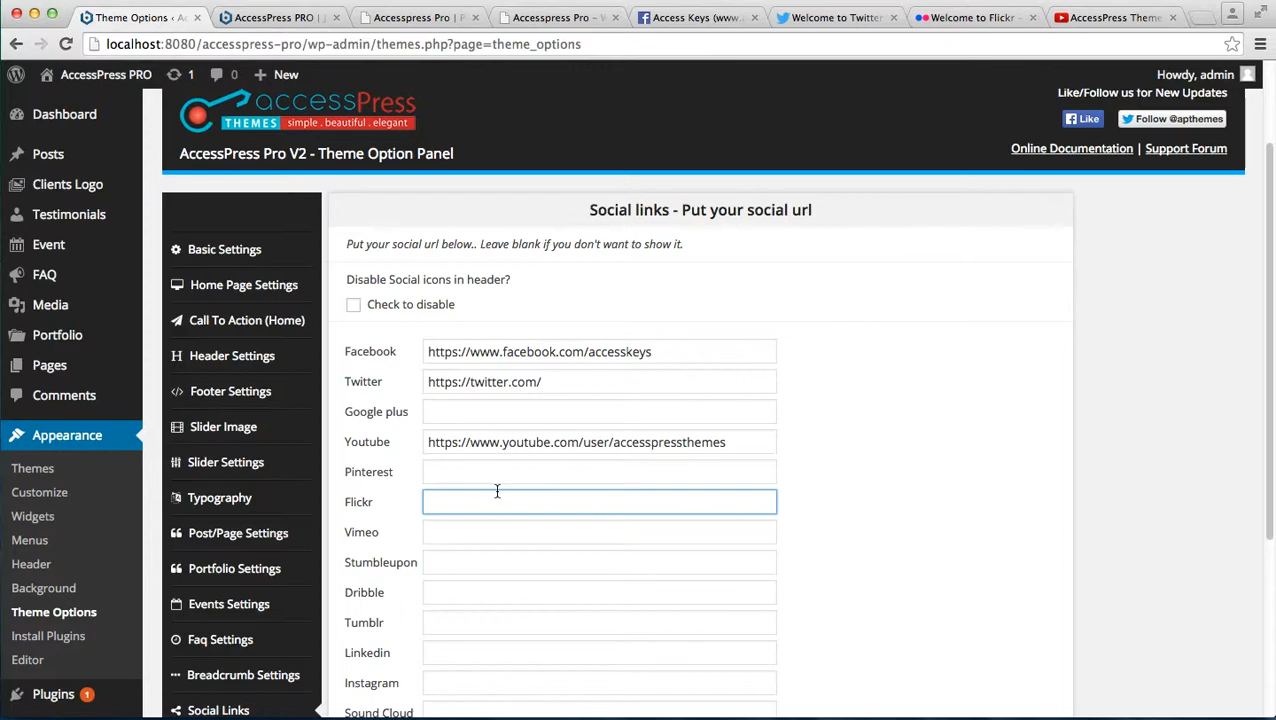 Theme Options ‹ Ac
AccessPress PRO | J
Accesspress Pro | P
Accesspress Pro – W
Access Keys (www.a
Welcome to Twitter
Welcome to Flickr -
AccessPress Theme
localhost:8080/accesspress-pro/wp-admin/themes.php?page=theme_options
AccessPress PRO
1
0
New
Howdy, admin
accessPress
THEMES simple . beautiful . elegant
Like/Follow us for New Updates
Like
Follow @apthemes
AccessPress Pro V2 - Theme Option Panel
Online Documentation | Support Forum
Dashboard
Posts
Clients Logo
Testimonials
Event
FAQ
Media
Portfolio
Pages
Comments
Appearance
Themes
Customize
Widgets
Menus
Header
Background
Theme Options
Install Plugins
Editor
Plugins 1
Basic Settings
Home Page Settings
Call To Action (Home)
Header Settings
Footer Settings
Slider Image
Slider Settings
Typography
Post/Page Settings
Portfolio Settings
Events Settings
Faq Settings
Breadcrumb Settings
Social Links
Social links - Put your social url
Put your social url below.. Leave blank if you don't want to show it.
Disable Social icons in header?
Check to disable
Facebook https://www.facebook.com/accesskeys
Twitter https://twitter.com/
Google plus
Youtube https://www.youtube.com/user/accesspressthemes
Pinterest
Flickr
Vimeo
Stumbleupon
Dribble
Tumblr
Linkedin
Instagram
Sound Cloud